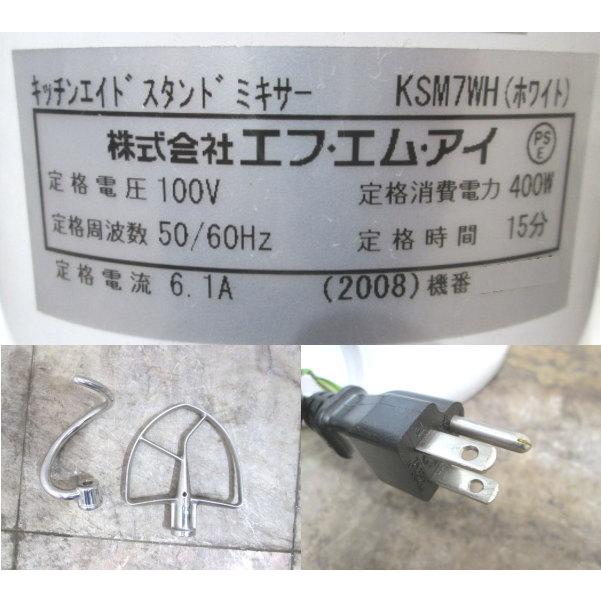 キッチンエイド スタンド ミキサー KSM7WH(ホワイト)
株式会社エフ・エム・アイ PSE
定格電圧 100V 定格消費電力 400W
定格周波数 50/60Hz 定格時間 15分
定格電流 6.1A (2008) 機番